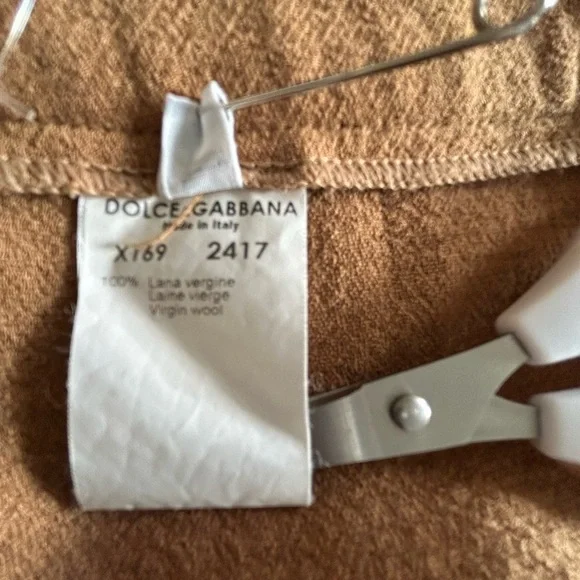 DOLCE&GABBANA
Made in Italy
X169 2417
100% Lana vergine
Laine vierge
Virgin wool